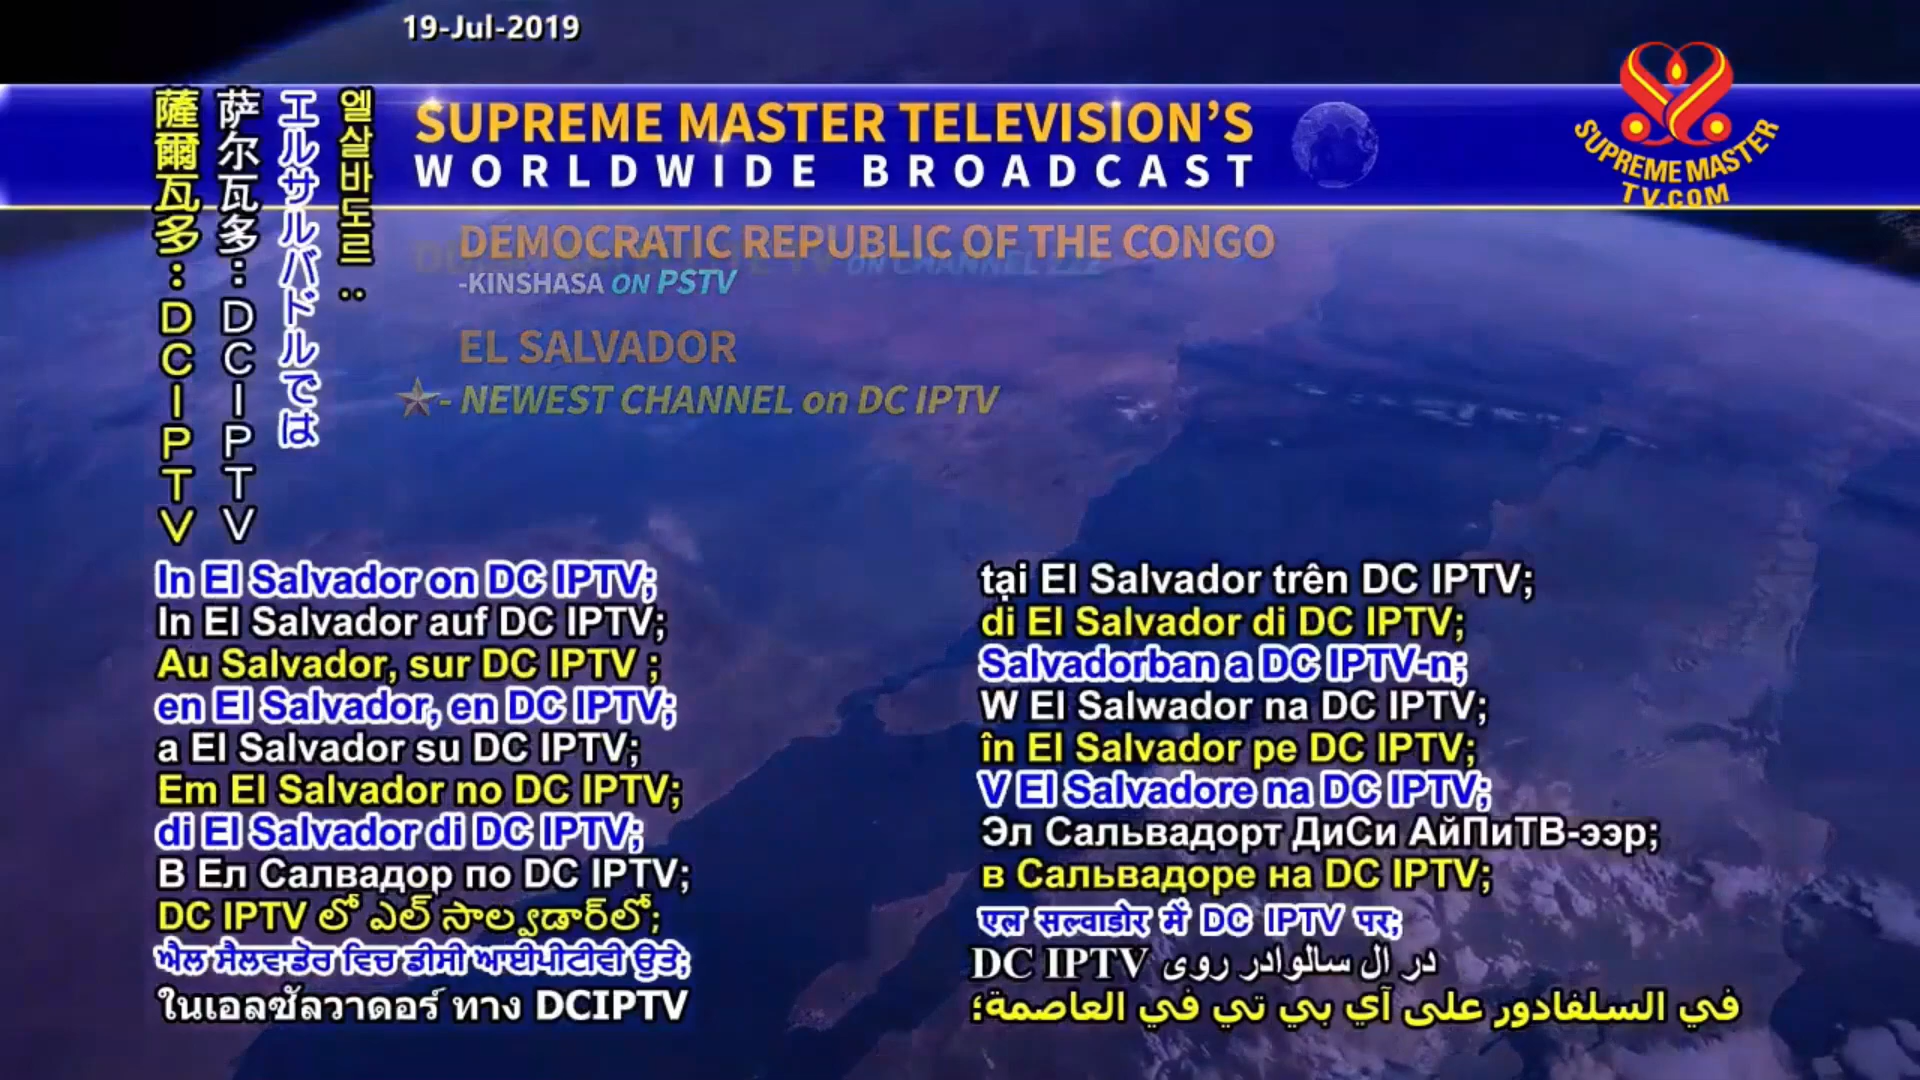 19-Jul-2019
SUPREME MASTER TELEVISION'S
WORLDWIDE BROADCAST
SUPREME MASTER
TV.COM
DEMOCRATIC REPUBLIC OF THE CONGO
ON CHANNEL 222
-KINSHASA ON PSTV
EL SALVADOR
- NEWEST CHANNEL on DC IPTV
薩爾瓦多：DCIPTV
萨尔瓦多：DCIPTV
エルサルバドルでは
엘살바도르 :
In El Salvador on DC IPTV;
In El Salvador auf DC IPTV;
Au Salvador, sur DC IPTV ;
en El Salvador, en DC IPTV;
a El Salvador su DC IPTV;
Em El Salvador no DC IPTV;
di El Salvador di DC IPTV;
В Ел Салвадор по DC IPTV;
DC IPTV లో ఎల్ సాల్వడార్‌లో;
ਐਲ ਸੈਲਵਾਡੋਰ ਵਿਚ ਡੀਸੀ ਆਈਪੀਟੀਵੀ ਉਤੇ;
ในเอลซัลวาดอร์ ทาง DCIPTV
tại El Salvador trên DC IPTV;
di El Salvador di DC IPTV;
Salvadorban a DC IPTV-n;
W El Salwador na DC IPTV;
în El Salvador pe DC IPTV;
V El Salvadore na DC IPTV;
Эл Сальвадорт ДиСи АйПиТВ-ээр;
в Сальвадоре на DC IPTV;
एल सल्वाडोर में DC IPTV पर;
در ال سالوادر روی DC IPTV
في السلفادور على آي بي تي في العاصمة؛